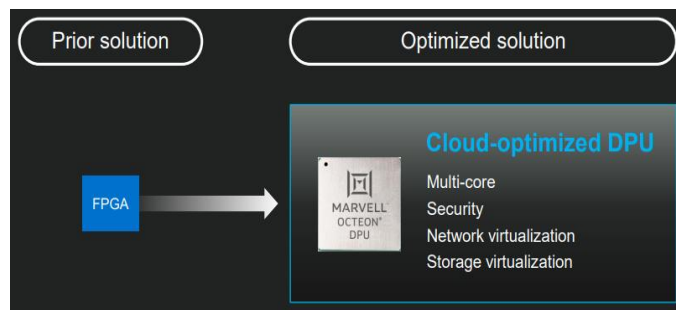 Prior solution
Optimized solution
FPGA
MARVELL
OCTEON®
DPU
Cloud-optimized DPU
Multi-core
Security
Network virtualization
Storage virtualization